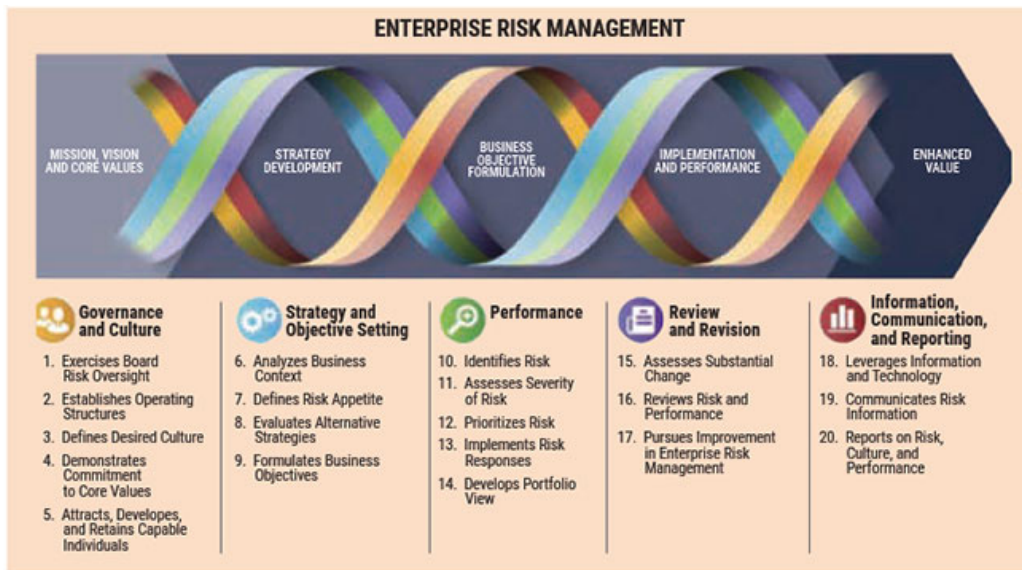 ENTERPRISE RISK MANAGEMENT
MISSION, VISION
AND CORE VALUES
STRATEGY
DEVELOPMENT
BUSINESS
OBJECTIVE
FORMULATION
IMPLEMENTATION
AND PERFORMANCE
ENHANCED
VALUE
Governance
and Culture
1. Exercises Board
Risk Oversight
2. Establishes Operating
Structures
3. Defines Desired Culture
4. Demonstrates
Commitment
to Core Values
5. Attracts, Developes,
and Retains Capable
Individuals
Strategy and
Objective Setting
6. Analyzes Business
Context
7. Defines Risk Appetite
8. Evaluates Alternative
Strategies
9. Formulates Business
Objectives
Performance
10. Identifies Risk
11. Assesses Severity
of Risk
12. Prioritizes Risk
13. Implements Risk
Responses
14. Develops Portfolio
View
Review
and Revision
15. Assesses Substantial
Change
16. Reviews Risk and
Performance
17. Pursues Improvement
in Enterprise Risk
Management
Information,
Communication,
and Reporting
18. Leverages Information
and Technology
19. Communicates Risk
Information
20. Reports on Risk,
Culture, and
Performance